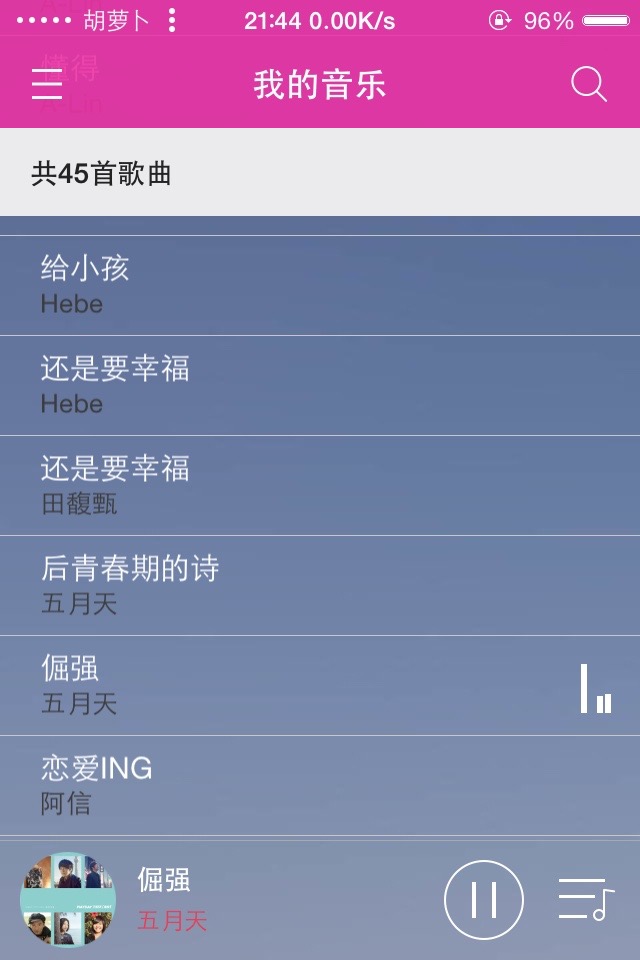 胡萝卜 21:44 0.00K/s 96%
懂得
A-Lin
我的音乐
共45首歌曲
给小孩
Hebe
还是要幸福
Hebe
还是要幸福
田馥甄
后青春期的诗
五月天
倔强
五月天
恋爱ING
阿信
倔强
五月天